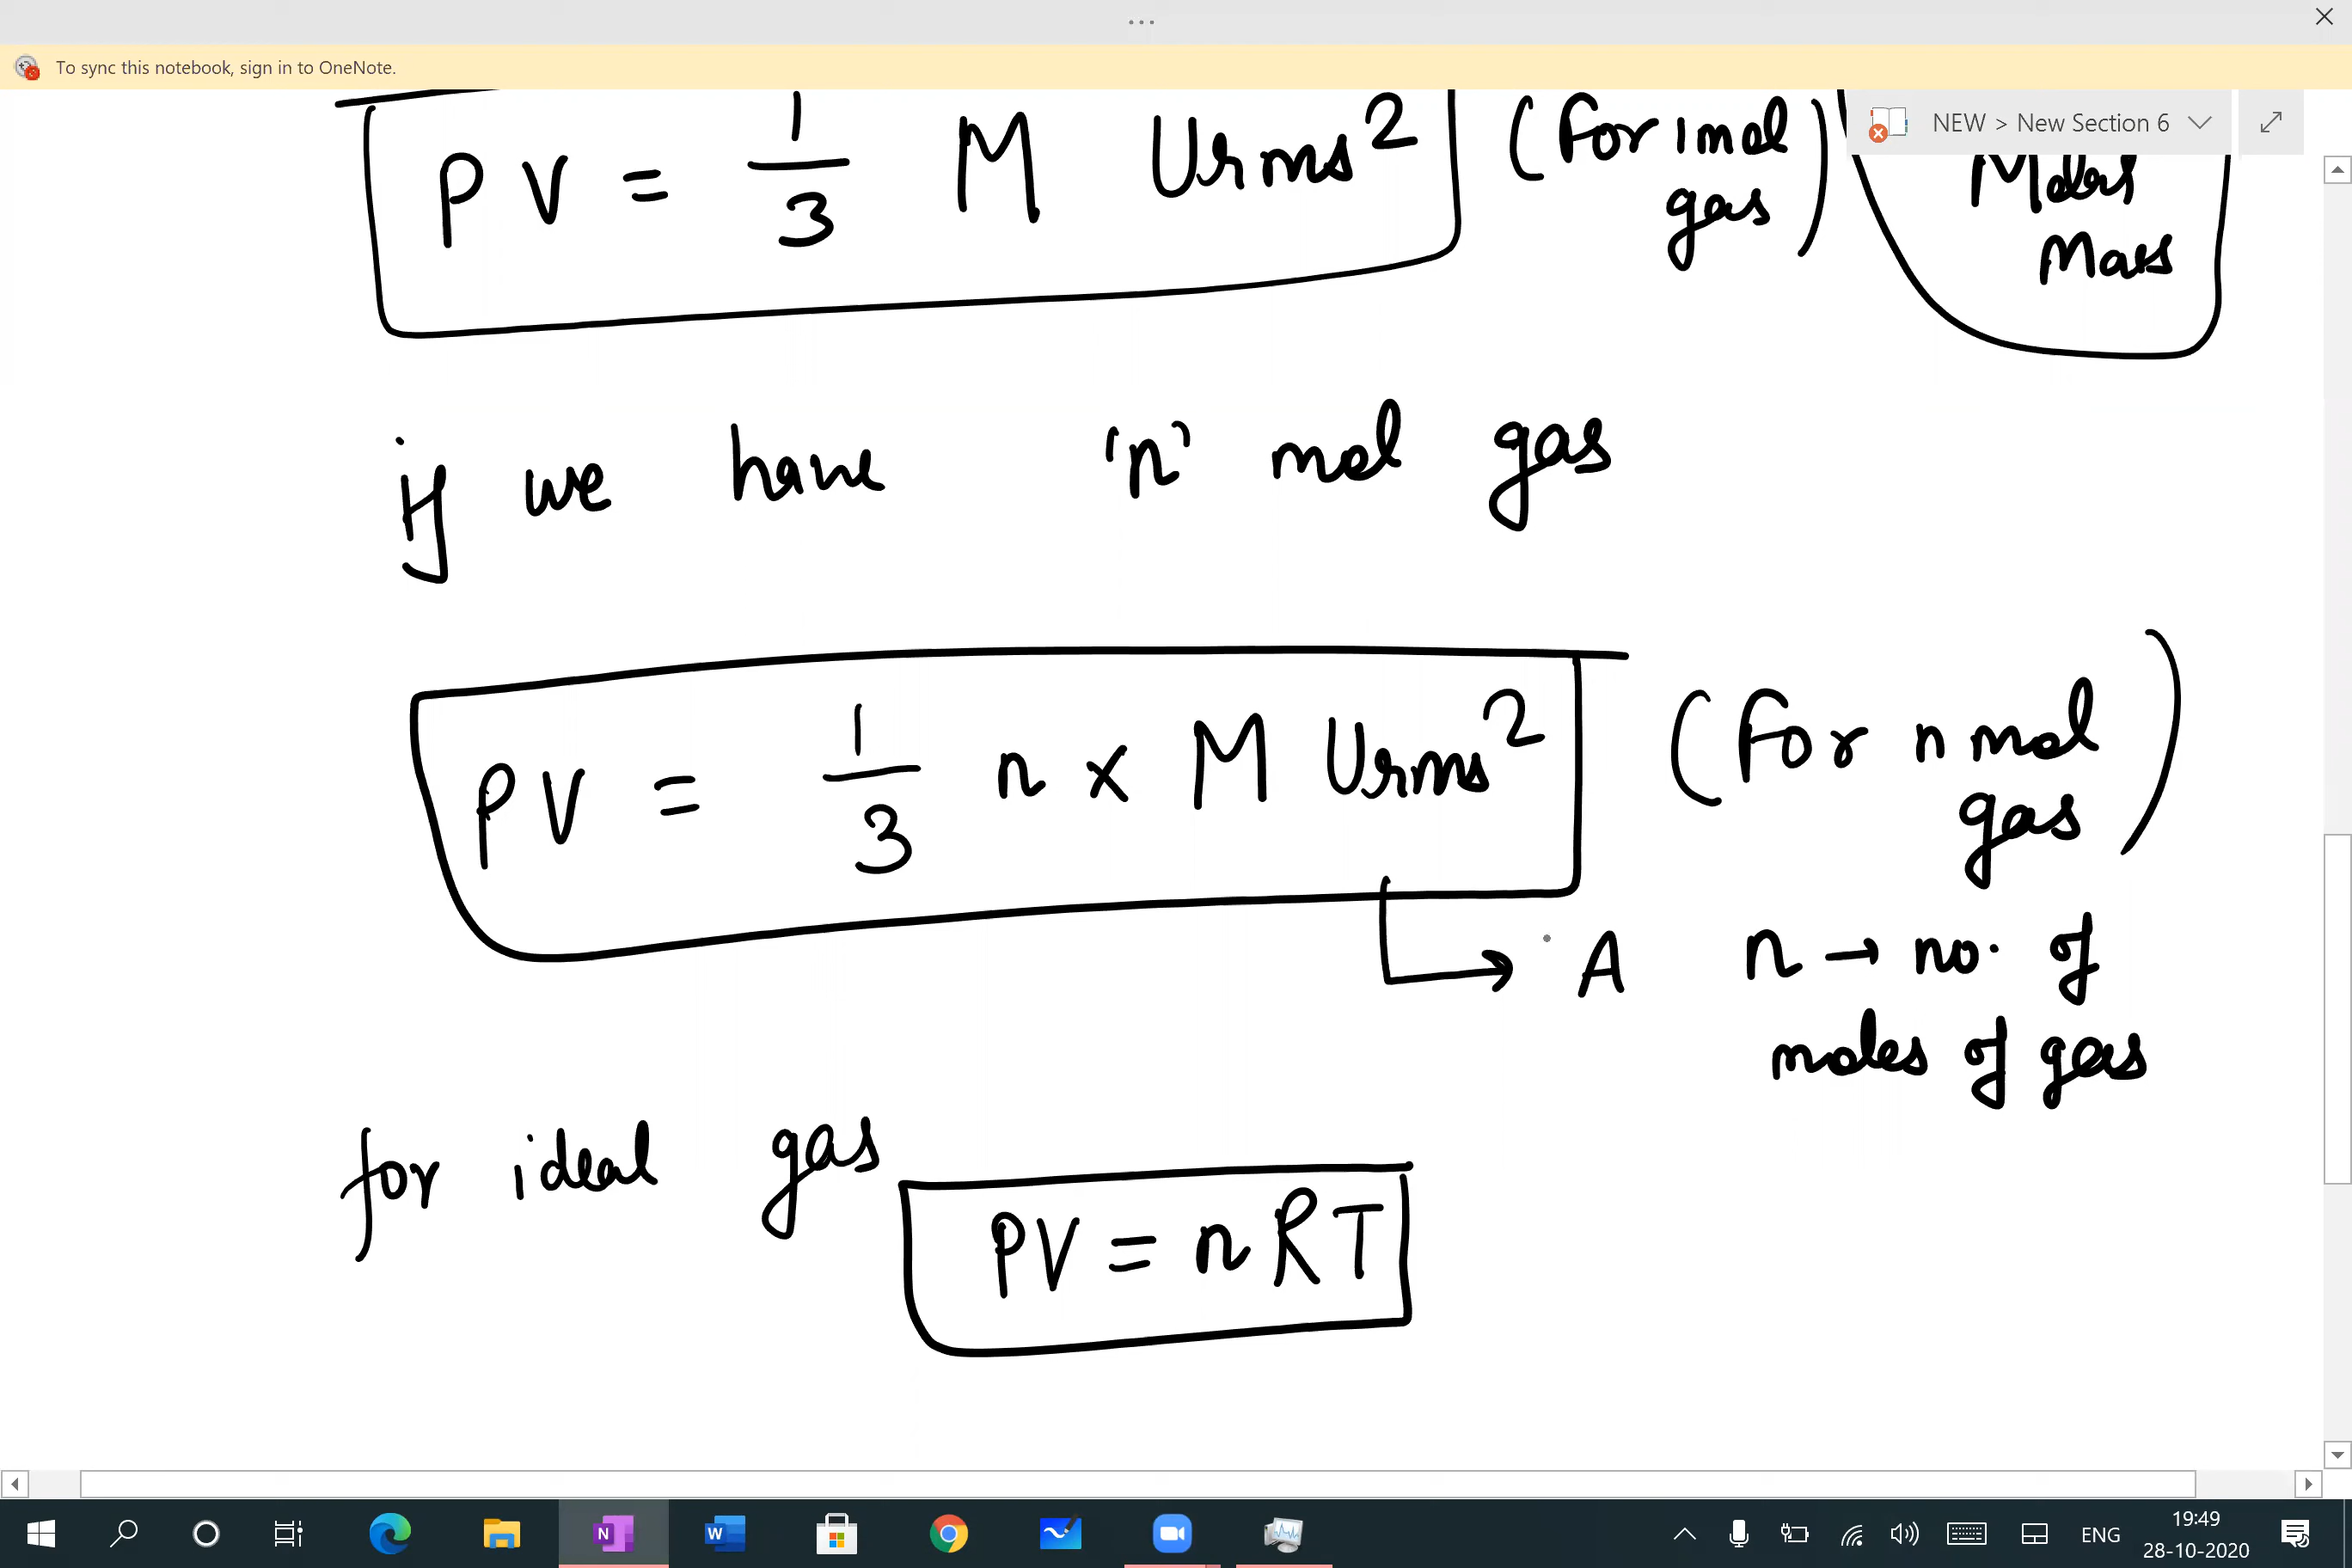 To sync this notebook, sign in to OneNote.
NEW > New Section 6
PV = 1/3 M Urms² (For 1 mol gas)
Molar
Mass
if we have 'n' mol gas
PV = 1/3 n × M Urms² (For n mol gas)
→ A
n → no. of
moles of gas
for ideal gas
PV = nRT
ENG
19:49
28-10-2020